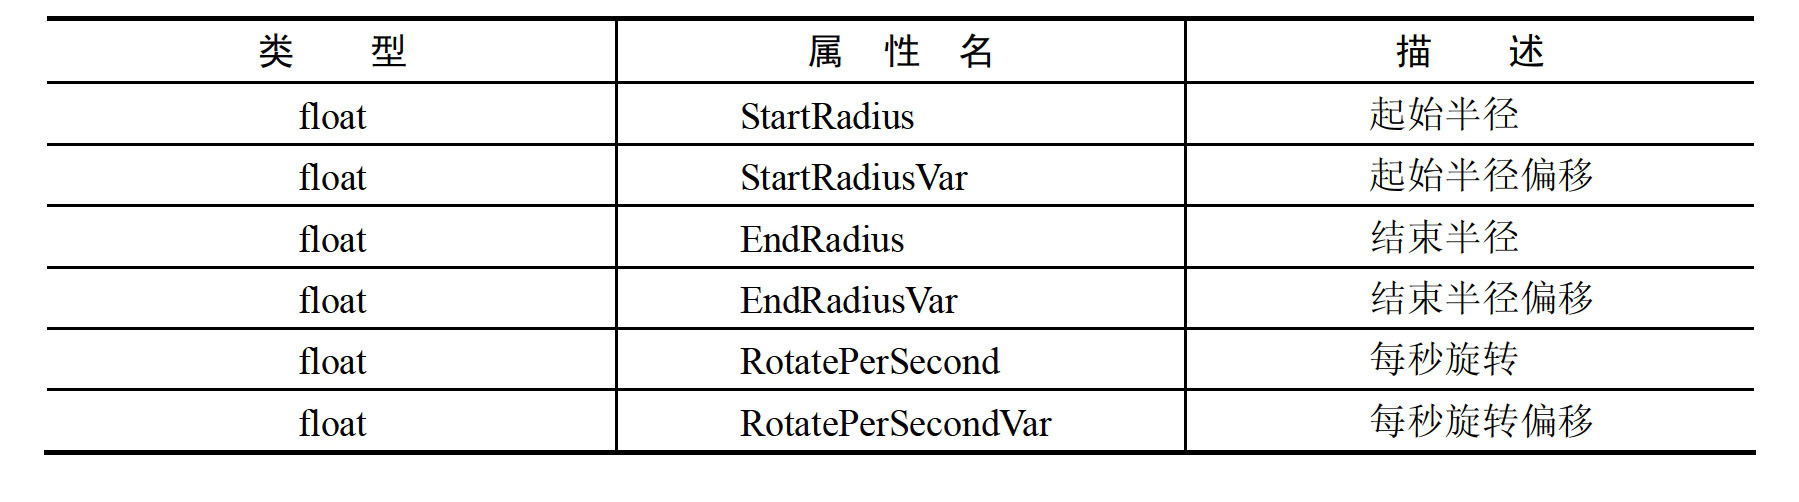 类 型 属 性 名 描 述
float StartRadius 起始半径
float StartRadiusVar 起始半径偏移
float EndRadius 结束半径
float EndRadiusVar 结束半径偏移
float RotatePerSecond 每秒旋转
float RotatePerSecondVar 每秒旋转偏移